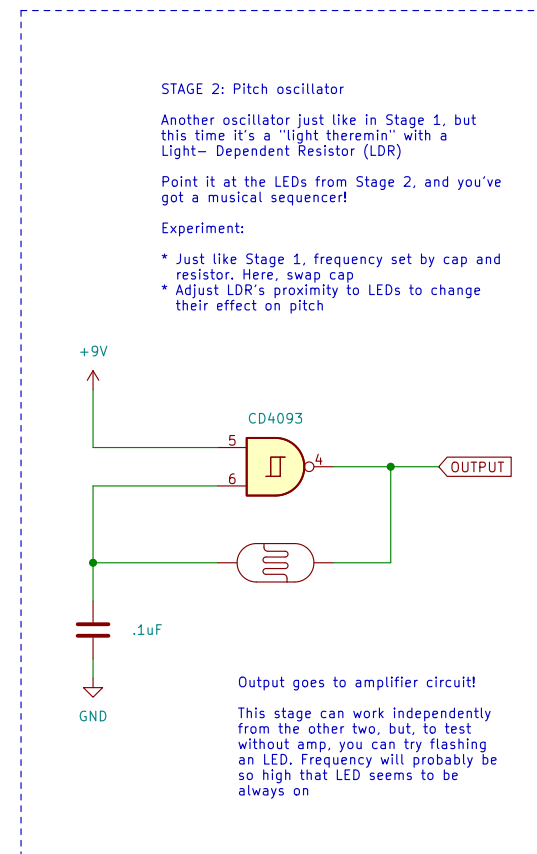 STAGE 2: Pitch oscillator
Another oscillator just like in Stage 1, but
this time it's a "light theremin" with a
Light- Dependent Resistor (LDR)
Point it at the LEDs from Stage 2, and you've
got a musical sequencer!
Experiment:
* Just like Stage 1, frequency set by cap and
resistor. Here, swap cap
* Adjust LDR's proximity to LEDs to change
their effect on pitch
+9V
CD4093
5
4
6
OUTPUT
.1uF
GND
Output goes to amplifier circuit!
This stage can work independently
from the other two, but, to test
without amp, you can try flashing
an LED. Frequency will probably be
so high that LED seems to be
always on